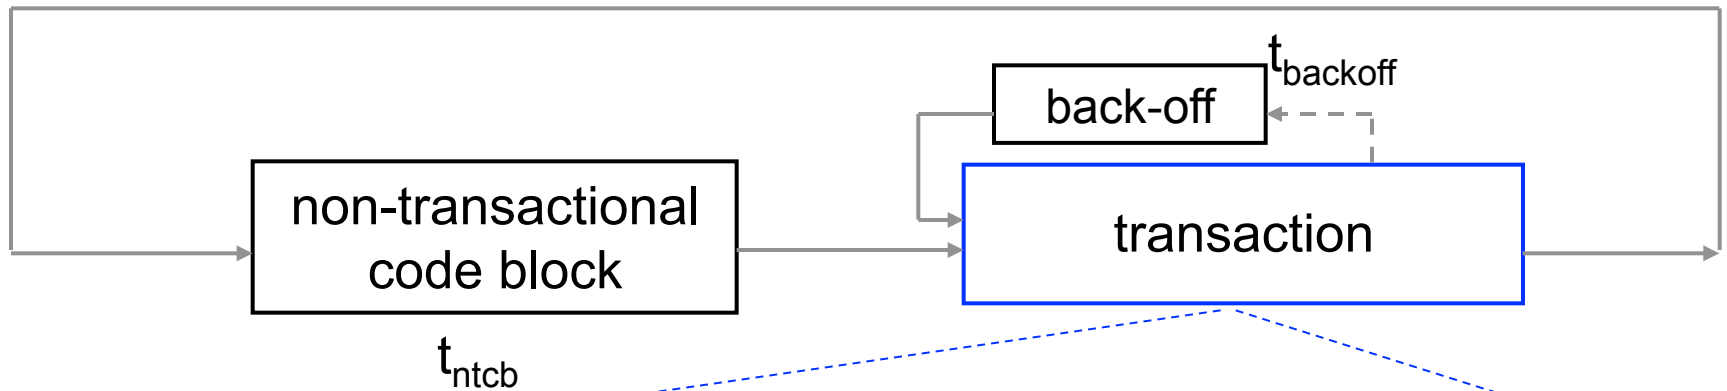 t_backoff
back-off
non-transactional
code block
transaction
t_ntcb